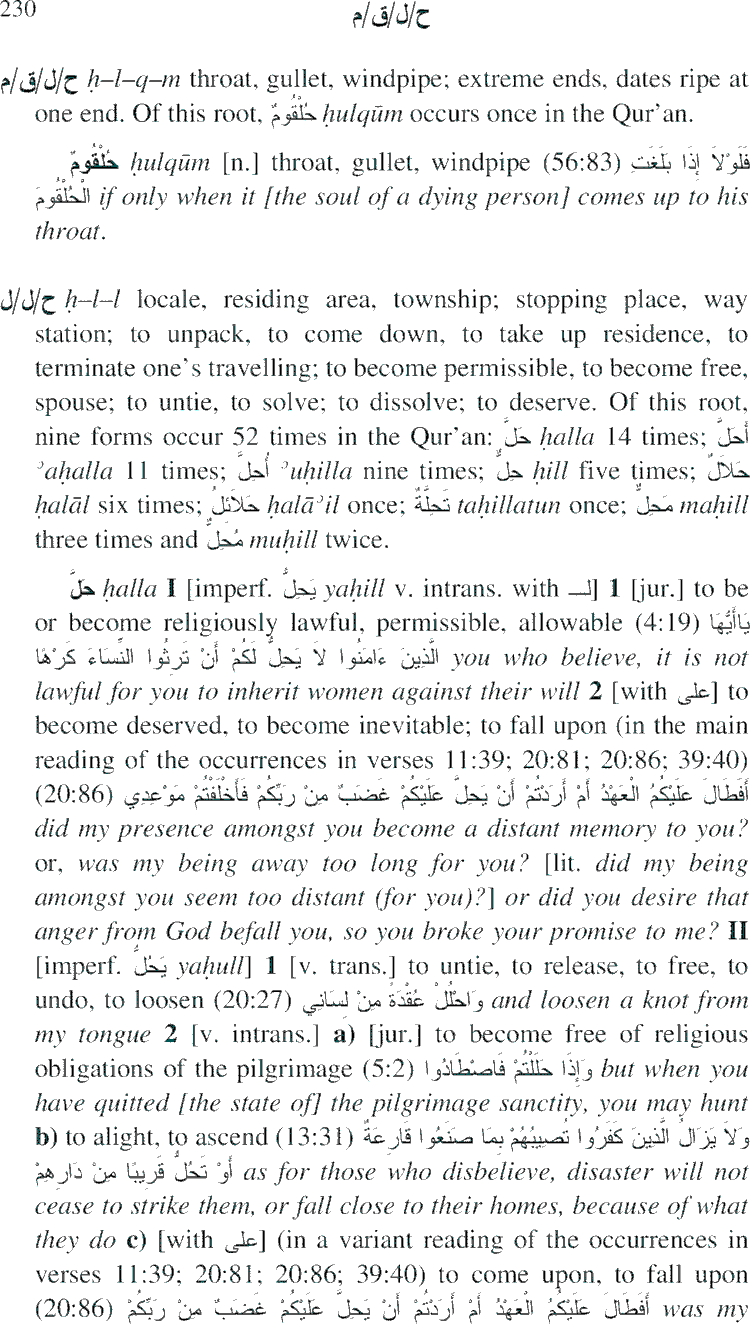 230
ح/ل/ق/م
ح/ل/ق/م ḥ–l–q–m throat, gullet, windpipe; extreme ends, dates ripe at
one end. Of this root, حُلْقُومٌ ḥulqūm occurs once in the Qur’an.
حُلْقُومٌ ḥulqūm [n.] throat, gullet, windpipe (56:83) فَلَوْلاَ إِذَا بَلَغَتِ
الْحُلْقُومَ if only when it [the soul of a dying person] comes up to his
throat.
ح/ل/ل ḥ–l–l locale, residing area, township; stopping place, way
station; to unpack, to come down, to take up residence, to
terminate one’s travelling; to become permissible, to become free,
spouse; to untie, to solve; to dissolve; to deserve. Of this root,
nine forms occur 52 times in the Qur’an: حَلَّ ḥalla 14 times; أَحَلَّ
ʾaḥalla 11 times; أُحِلَّ ʾuḥilla nine times; حِلٌّ ḥill five times; حَلاَلٌ
ḥalāl six times; حَلاَئِلُ ḥalāʾil once; تَحِلَّةٌ taḥillatun once; مَحِلٌّ maḥill
three times and مُحِلٌّ muḥill twice.
حَلَّ ḥalla I [imperf. يَحِلُّ yaḥill v. intrans. with لــ] 1 [jur.] to be
or become religiously lawful, permissible, allowable (4:19) يَاأَيُّهَا
الَّذِينَ ءَامَنُوا لاَ يَحِلُّ لَكُمْ أَنْ تَرِثُوا النِّسَاءَ كَرْهًا you who believe, it is not
lawful for you to inherit women against their will 2 [with على] to
become deserved, to become inevitable; to fall upon (in the main
reading of the occurrences in verses 11:39; 20:81; 20:86; 39:40)
(20:86) أَفَطَالَ عَلَيْكُمُ الْعَهْدُ أَمْ أَرَدْتُمْ أَنْ يَحِلَّ عَلَيْكُمْ غَضَبٌ مِنْ رَبِّكُمْ فَأَخْلَفْتُمْ مَوْعِدِي
did my presence amongst you become a distant memory to you?
or, was my being away too long for you? [lit. did my being
amongst you seem too distant (for you)?] or did you desire that
anger from God befall you, so you broke your promise to me? II
[imperf. يَحُلُّ yaḥull] 1 [v. trans.] to untie, to release, to free, to
undo, to loosen (20:27) وَاحْلُلْ عُقْدَةً مِنْ لِسَانِي and loosen a knot from
my tongue 2 [v. intrans.] a) [jur.] to become free of religious
obligations of the pilgrimage (5:2) وَإِذَا حَلَلْتُمْ فَاصْطَادُوا but when you
have quitted [the state of] the pilgrimage sanctity, you may hunt
b) to alight, to ascend (13:31) وَلاَ يَزَالُ الَّذِينَ كَفَرُوا تُصِيبُهُمْ بِمَا صَنَعُوا قَارِعَةٌ
أَوْ تَحُلُّ قَرِيبًا مِنْ دَارِهِمْ as for those who disbelieve, disaster will not
cease to strike them, or fall close to their homes, because of what
they do c) [with على] (in a variant reading of the occurrences in
verses 11:39; 20:81; 20:86; 39:40) to come upon, to fall upon
(20:86) أَفَطَالَ عَلَيْكُمُ الْعَهْدُ أَمْ أَرَدْتُمْ أَنْ يَحِلَّ عَلَيْكُمْ غَضَبٌ مِنْ رَبِّكُمْ was my